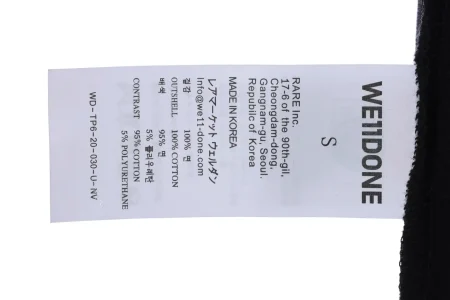 WE11DONE
S
RARE Inc.
17-6 of the 90th-gil,
Cheongdam-dong,
Gangnam-gu, Seoul.
Republic of Korea
MADE IN KOREA
レアマーケット ウェルダン
info@we11-done.com
겉감 100% 면
OUTSHELL 100% COTTON
배색 95% 면
5% 폴리우레탄
CONTRAST 95% COTTON
5% POLYURETHANE
WD-TP6-20-030-U-NV